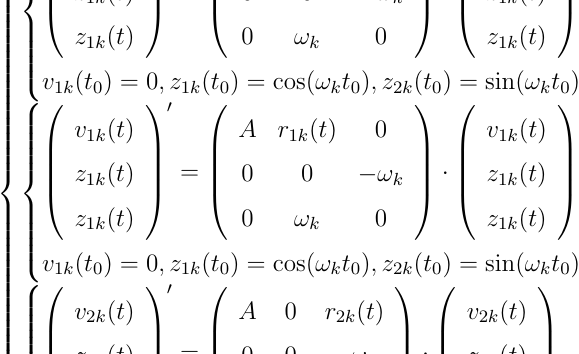 z_{1k}(t) 0 ω_k 0 z_{1k}(t)
v_{1k}(t_0) = 0, z_{1k}(t_0) = cos(ω_k t_0), z_{2k}(t_0) = sin(ω_k t_0)
v_{1k}(t) ′ A r_{1k}(t) 0 v_{1k}(t)
z_{1k}(t) = 0 0 −ω_k · z_{1k}(t)
z_{1k}(t) 0 ω_k 0 z_{1k}(t)
v_{1k}(t_0) = 0, z_{1k}(t_0) = cos(ω_k t_0), z_{2k}(t_0) = sin(ω_k t_0)
v_{2k}(t) ′ A 0 r_{2k}(t) v_{2k}(t)